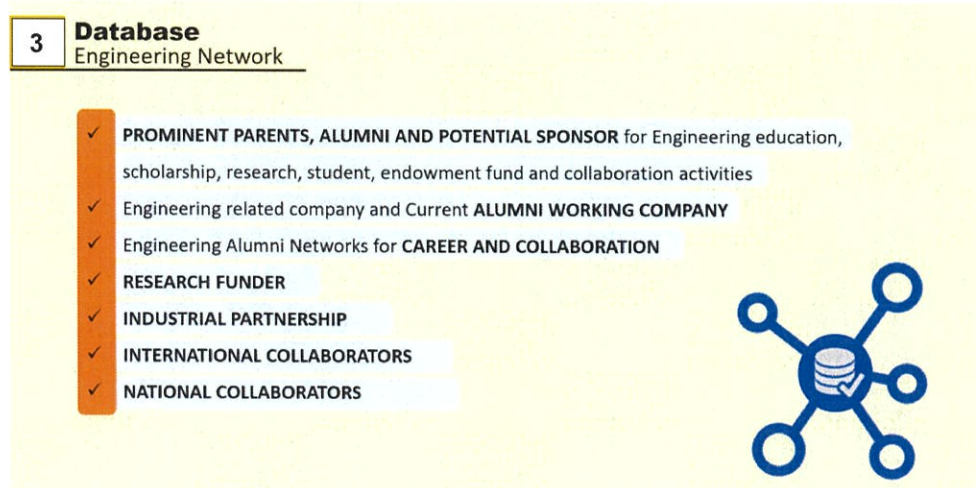 3
Database
Engineering Network
✓ PROMINENT PARENTS, ALUMNI AND POTENTIAL SPONSOR for Engineering education,
scholarship, research, student, endowment fund and collaboration activities
✓ Engineering related company and Current ALUMNI WORKING COMPANY
✓ Engineering Alumni Networks for CAREER AND COLLABORATION
✓ RESEARCH FUNDER
✓ INDUSTRIAL PARTNERSHIP
✓ INTERNATIONAL COLLABORATORS
✓ NATIONAL COLLABORATORS